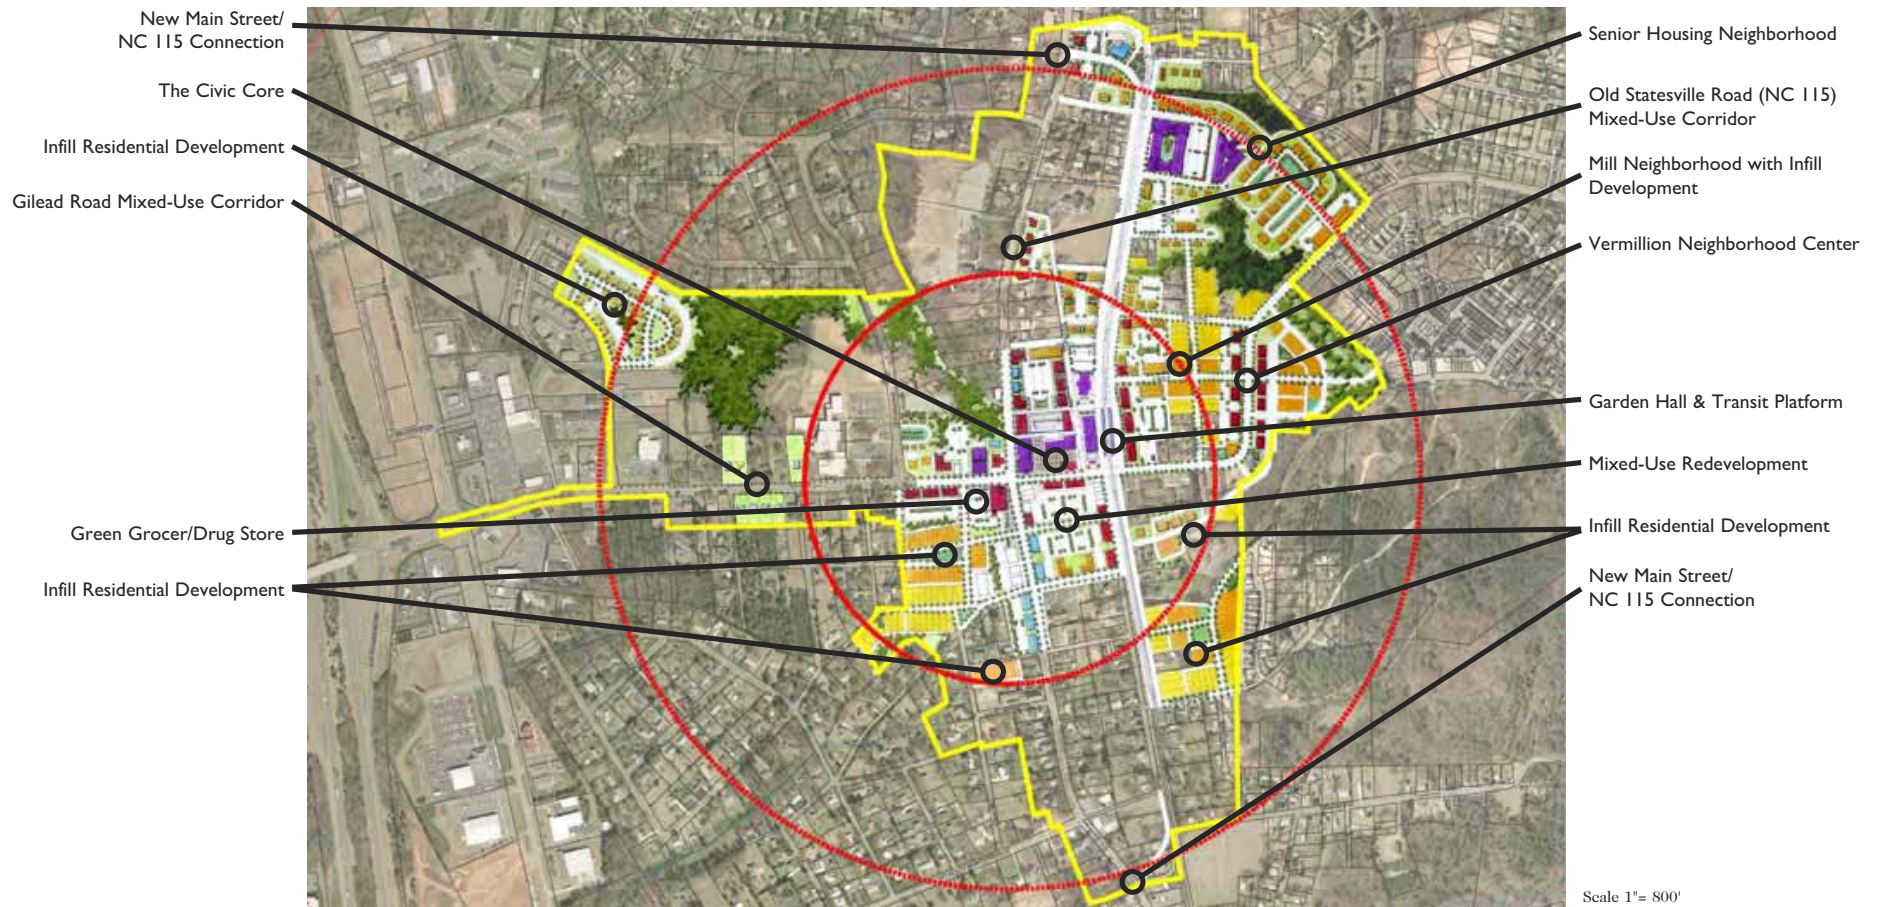 New Main Street/
NC 115 Connection
The Civic Core
Infill Residential Development
Gilead Road Mixed-Use Corridor
Green Grocer/Drug Store
Infill Residential Development
Senior Housing Neighborhood
Old Statesville Road (NC 115)
Mixed-Use Corridor
Mill Neighborhood with Infill
Development
Vermillion Neighborhood Center
Garden Hall & Transit Platform
Mixed-Use Redevelopment
Infill Residential Development
New Main Street/
NC 115 Connection
Scale 1"= 800'